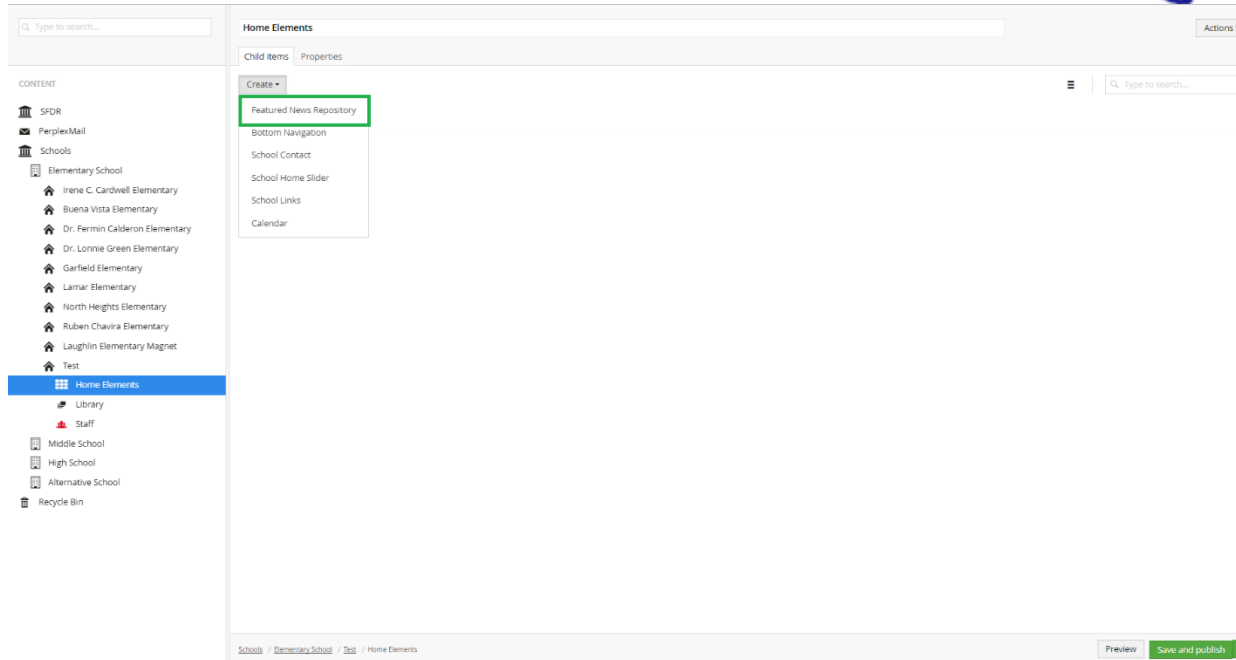 Type to search...
CONTENT
SFDR
PerplexMail
Schools
Elementary School
Irene C. Cardwell Elementary
Buena Vista Elementary
Dr. Fermin Calderon Elementary
Dr. Lonnie Green Elementary
Garfield Elementary
Lamar Elementary
North Heights Elementary
Ruben Chavira Elementary
Laughlin Elementary Magnet
Test
Home Elements
Library
Staff
Middle School
High School
Alternative School
Recycle Bin
Home Elements
Actions
Child items Properties
Create
Type to search...
Featured News Repository
Bottom Navigation
School Contact
School Home Slider
School Links
Calendar
Schools / Elementary School / Test / Home Elements
Preview Save and publish